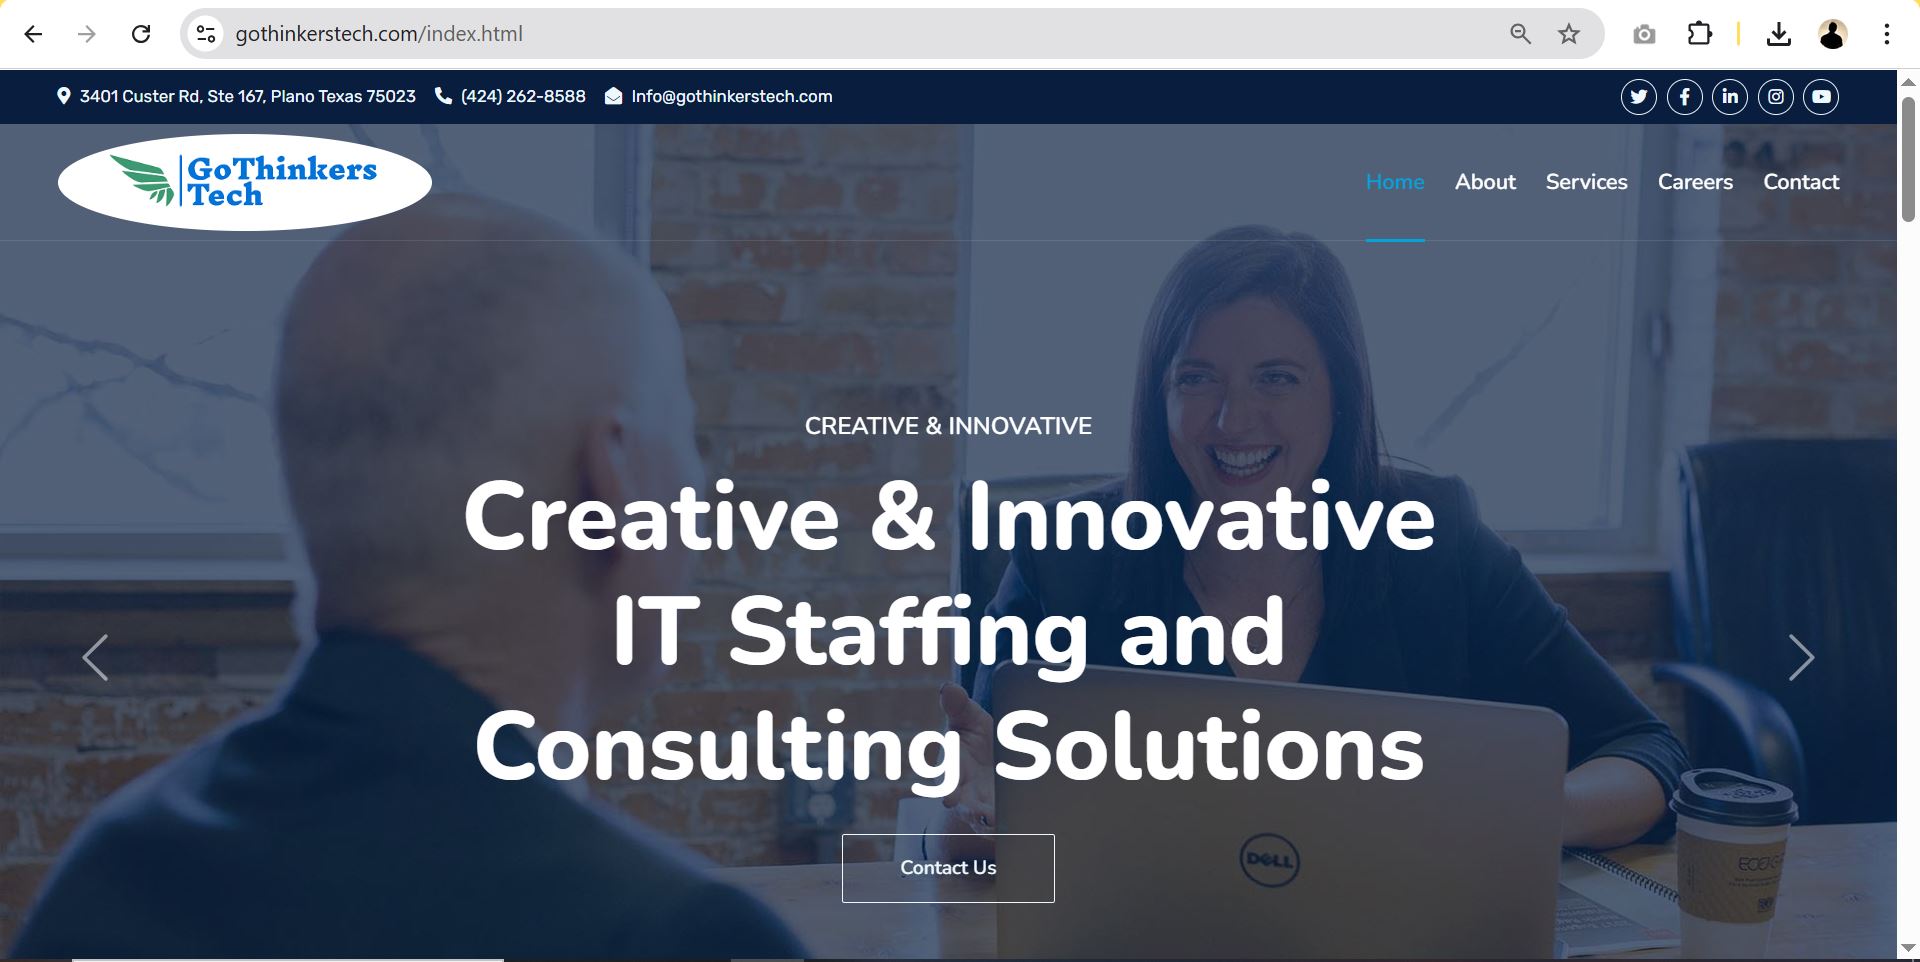 gothinkerstech.com/index.html
3401 Custer Rd, Ste 167, Plano Texas 75023 (424) 262-8588 Info@gothinkerstech.com
GoThinkers
Tech
Home About Services Careers Contact
CREATIVE & INNOVATIVE
Creative & Innovative
IT Staffing and
Consulting Solutions
Contact Us
DELL